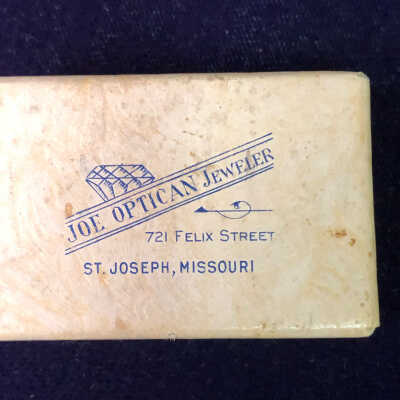 JOE OPTICAN JEWELER
721 FELIX STREET
ST. JOSEPH, MISSOURI